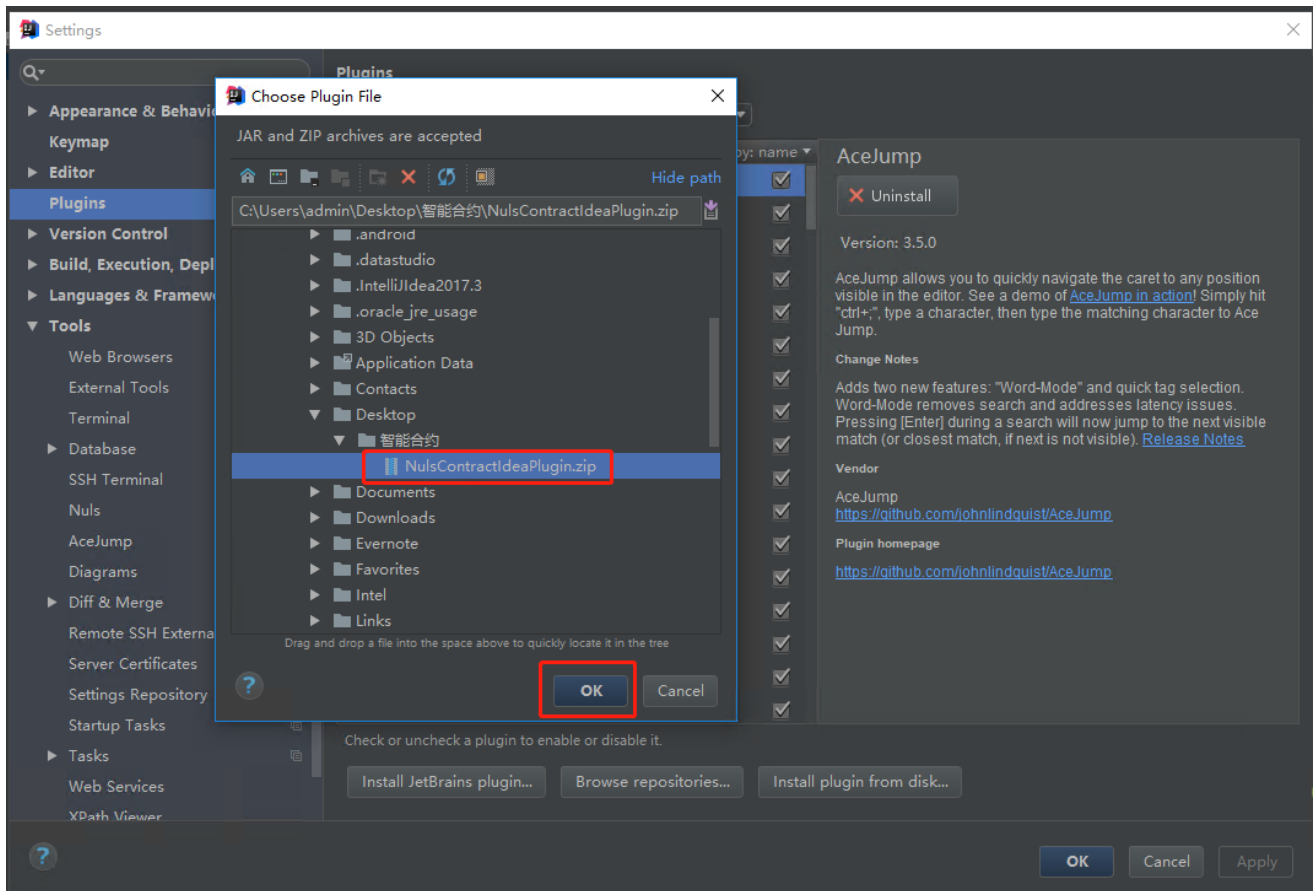 Settings
Plugins
Appearance & Behavio
Keymap
Editor
Plugins
Version Control
Build, Execution, Depl
Languages & Framew
Tools
Web Browsers
External Tools
Terminal
Database
SSH Terminal
Nuls
AceJump
Diagrams
Diff & Merge
Remote SSH Externa
Server Certificates
Settings Repository
Startup Tasks
Tasks
Web Services
XPath Viewer
Choose Plugin File
JAR and ZIP archives are accepted
Hide path
C:\Users\admin\Desktop\智能合约\NulsContractIdeaPlugin.zip
.android
.datastudio
.IntelliJIdea2017.3
.oracle_jre_usage
3D Objects
Application Data
Contacts
Desktop
智能合约
NulsContractIdeaPlugin.zip
Documents
Downloads
Evernote
Favorites
Intel
Links
Drag and drop a file into the space above to quickly locate it in the tree
?
OK
Cancel
by: name
AceJump
Uninstall
Version: 3.5.0
AceJump allows you to quickly navigate the caret to any position
visible in the editor. See a demo of AceJump in action! Simply hit
"ctrl+;", type a character, then type the matching character to Ace
Jump.
Change Notes
Adds two new features: "Word-Mode" and quick tag selection.
Word-Mode removes search and addresses latency issues.
Pressing [Enter] during a search will now jump to the next visible
match (or closest match, if next is not visible). Release Notes
Vendor
AceJump
https://github.com/johnlindquist/AceJump
Plugin homepage
https://github.com/johnlindquist/AceJump
Check or uncheck a plugin to enable or disable it.
Install JetBrains plugin...
Browse repositories...
Install plugin from disk...
?
OK
Cancel
Apply